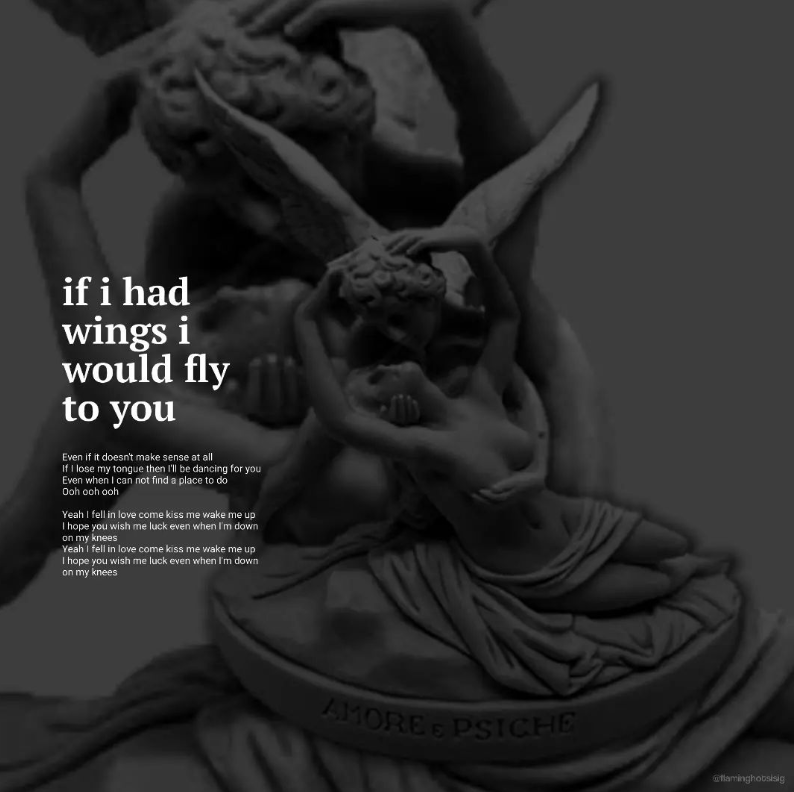 if i had
wings i
would fly
to you
Even if it doesn't make sense at all
If I lose my tongue then I'll be dancing for you
Even when I can not find a place to do
Ooh ooh ooh
Yeah I fell in love come kiss me wake me up
I hope you wish me luck even when I'm down
on my knees
Yeah I fell in love come kiss me wake me up
I hope you wish me luck even when I'm down
on my knees
AMORE E PSICHE